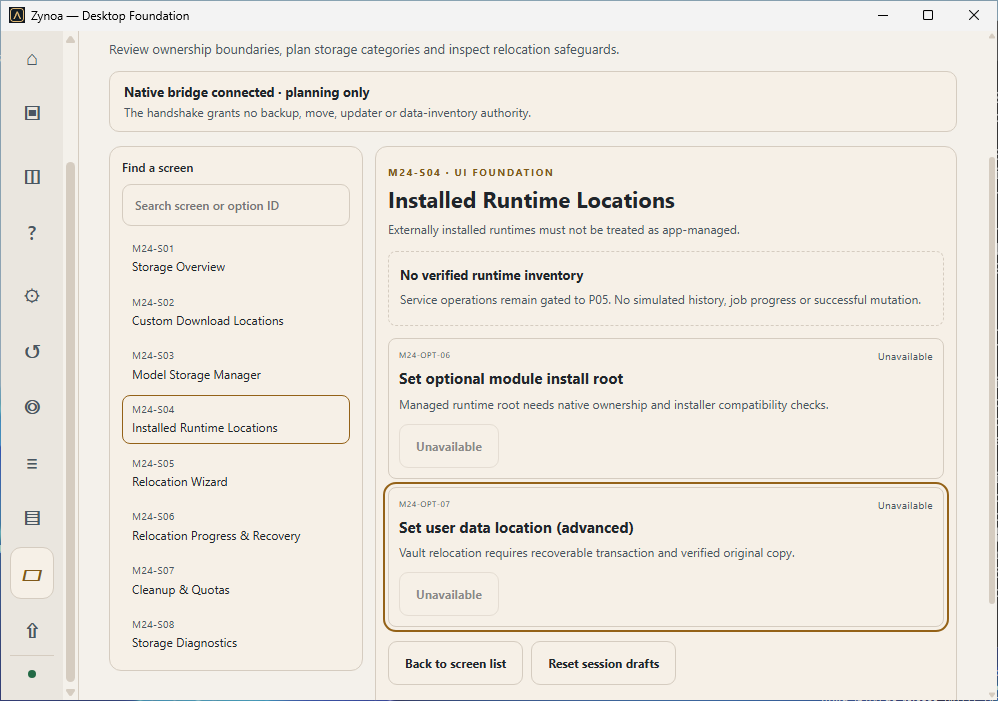 Zynoa — Desktop Foundation
Review ownership boundaries, plan storage categories and inspect relocation safeguards.
Native bridge connected · planning only
The handshake grants no backup, move, updater or data-inventory authority.
Find a screen
Search screen or option ID
M24-S01
Storage Overview
M24-S02
Custom Download Locations
M24-S03
Model Storage Manager
M24-S04
Installed Runtime Locations
M24-S05
Relocation Wizard
M24-S06
Relocation Progress & Recovery
M24-S07
Cleanup & Quotas
M24-S08
Storage Diagnostics
M24-S04 · UI FOUNDATION
Installed Runtime Locations
Externally installed runtimes must not be treated as app-managed.
No verified runtime inventory
Service operations remain gated to P05. No simulated history, job progress or successful mutation.
M24-OPT-06
Unavailable
Set optional module install root
Managed runtime root needs native ownership and installer compatibility checks.
Unavailable
M24-OPT-07
Unavailable
Set user data location (advanced)
Vault relocation requires recoverable transaction and verified original copy.
Unavailable
Back to screen list
Reset session drafts